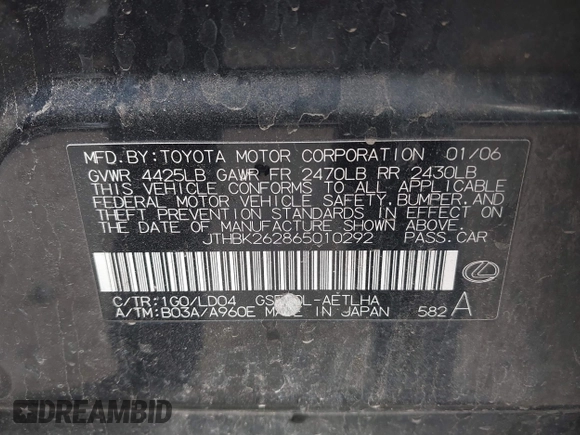 MFD.BY:TOYOTA MOTOR CORPORATION 01/06
GVWR 4425LB GAWR FR 2470LB RR 2430LB
THIS VEHICLE CONFORMS TO ALL APPLICABLE
FEDERAL MOTOR VEHICLE SAFETY,BUMPER,AND
THEFT PREVENTION STANDARDS IN EFFECT ON
THE DATE OF MANUFACTURE SHOWN ABOVE.
JTHBK262865010292 PASS.CAR
C/TR:1G0/LD04
A/TM:B03A/A960E MADE IN JAPAN 582A
DREAMBID